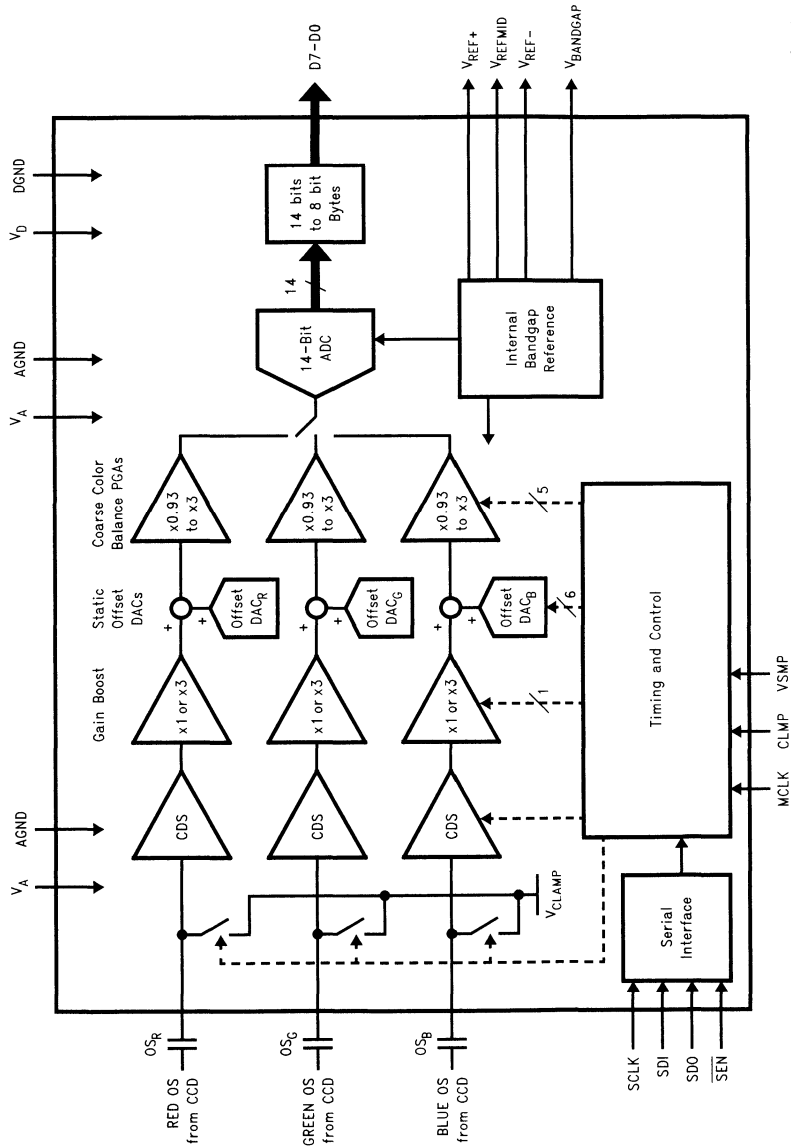 VA
AGND
VA
AGND
VD
DGND
Gain Boost
Static
Offset
DACs
Coarse Color
Balance PGAs
RED OS
from CCD
OSR
CDS
x1 or x3
+
+
Offset
DACR
x0.93
to x3
GREEN OS
from CCD
OSG
CDS
x1 or x3
+
+
Offset
DACG
x0.93
to x3
BLUE OS
from CCD
OSB
CDS
x1 or x3
+
+
Offset
DACB
x0.93
to x3
14-Bit
ADC
14
14 bits
to 8 bit
Bytes
D7-D0
VCLAMP
1
6
5
Internal
Bandgap
Reference
VREF+
VREFMID
VREF-
VBANDGAP
SCLK
SDI
SDO
SEN
Serial
Interface
Timing and Control
MCLK
CLMP
VSMP